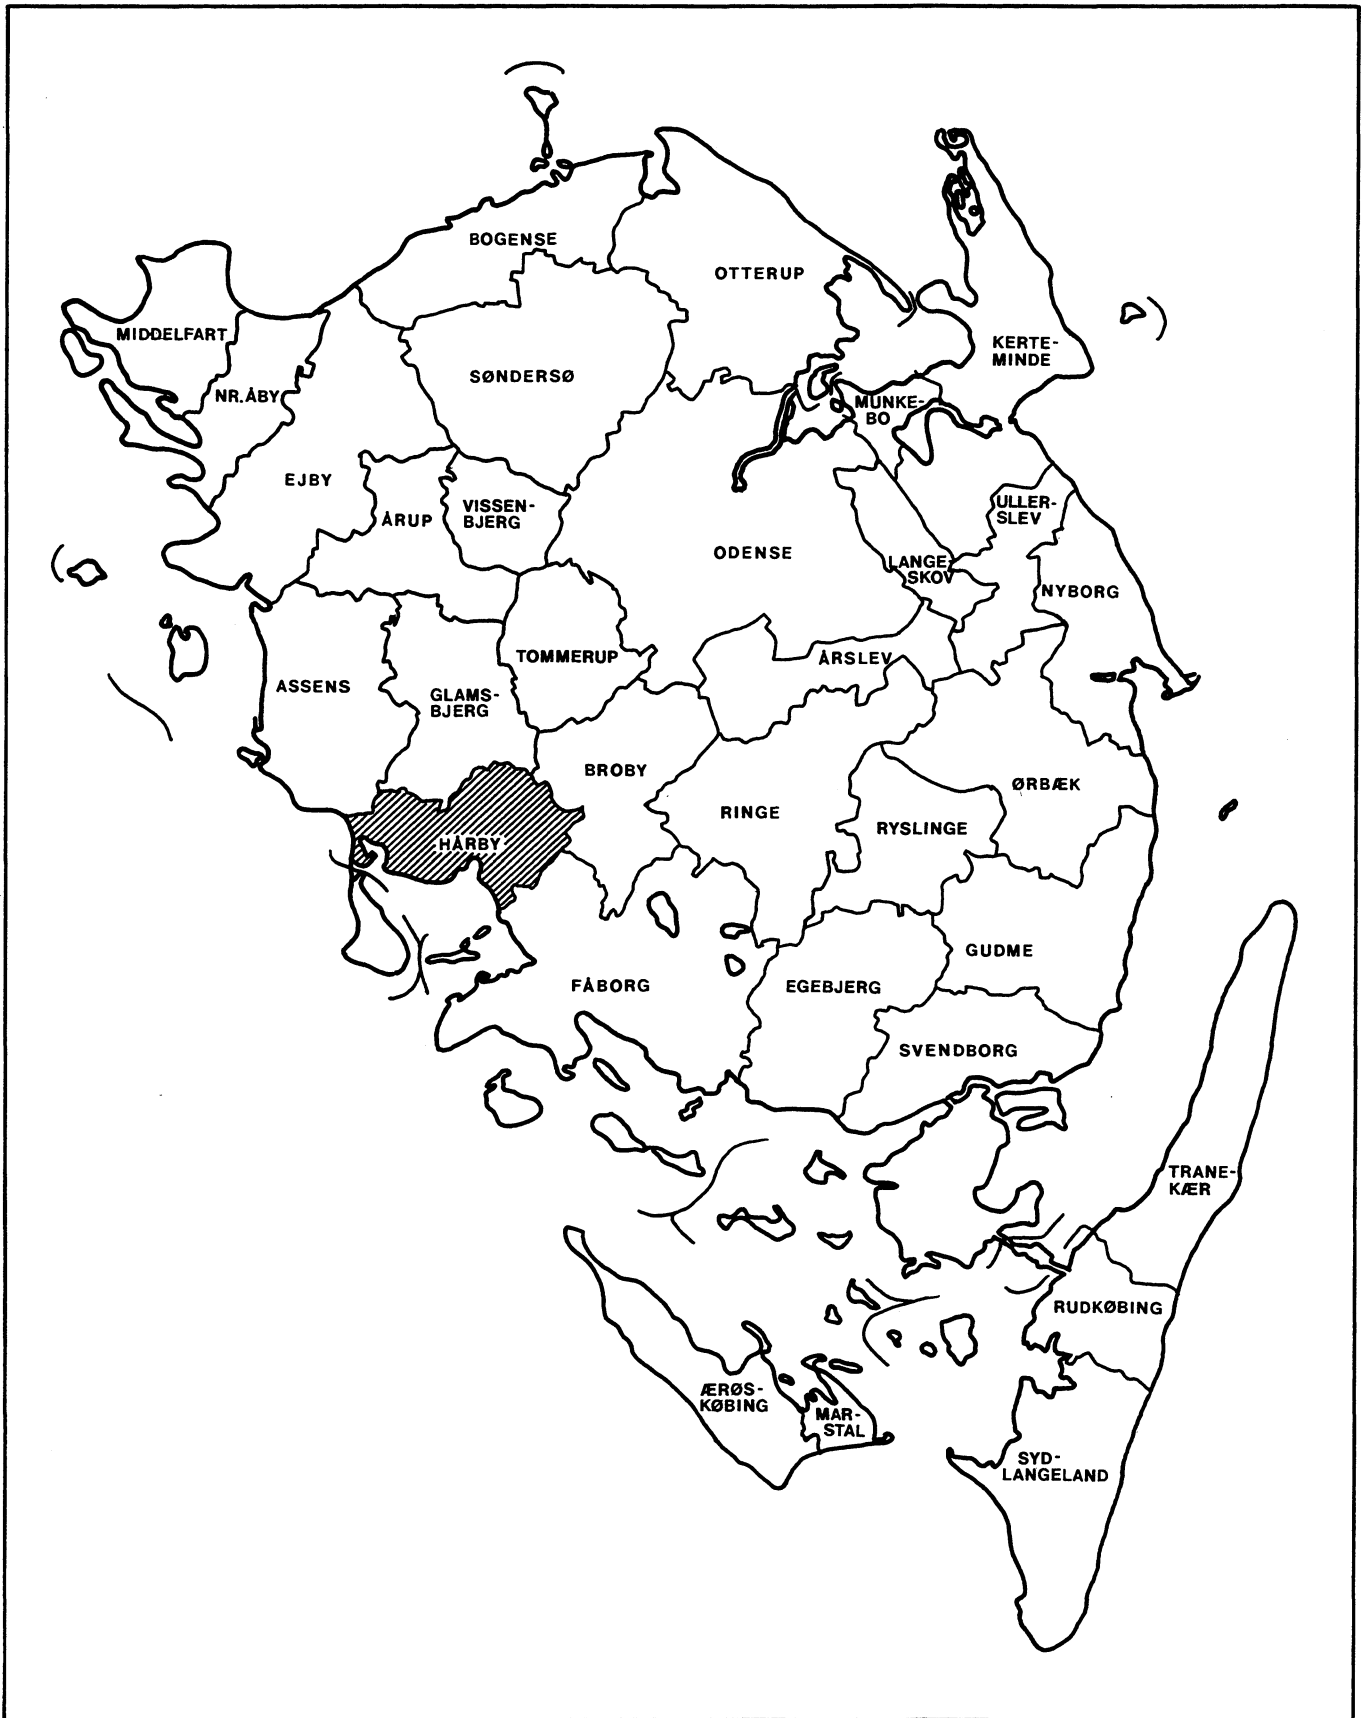 BOGENSE
OTTERUP
MIDDELFART
KERTE-
MINDE
SØNDERSØ
NR.ÅBY
MUNKE-
BO
EJBY
ÅRUP
VISSEN-
BJERG
ULLER-
SLEV
ODENSE
LANGE-
SKOV
NYBORG
TOMMERUP
ÅRSLEV
ASSENS
GLAMS-
BJERG
BROBY
ØRBÆK
RINGE
RYSLINGE
HÅRBY
GUDME
FÅBORG
EGEBJERG
SVENDBORG
TRANE-
KÆR
RUDKØBING
ÆRØS-
KØBING
MAR-
STAL
SYD-
LANGELAND